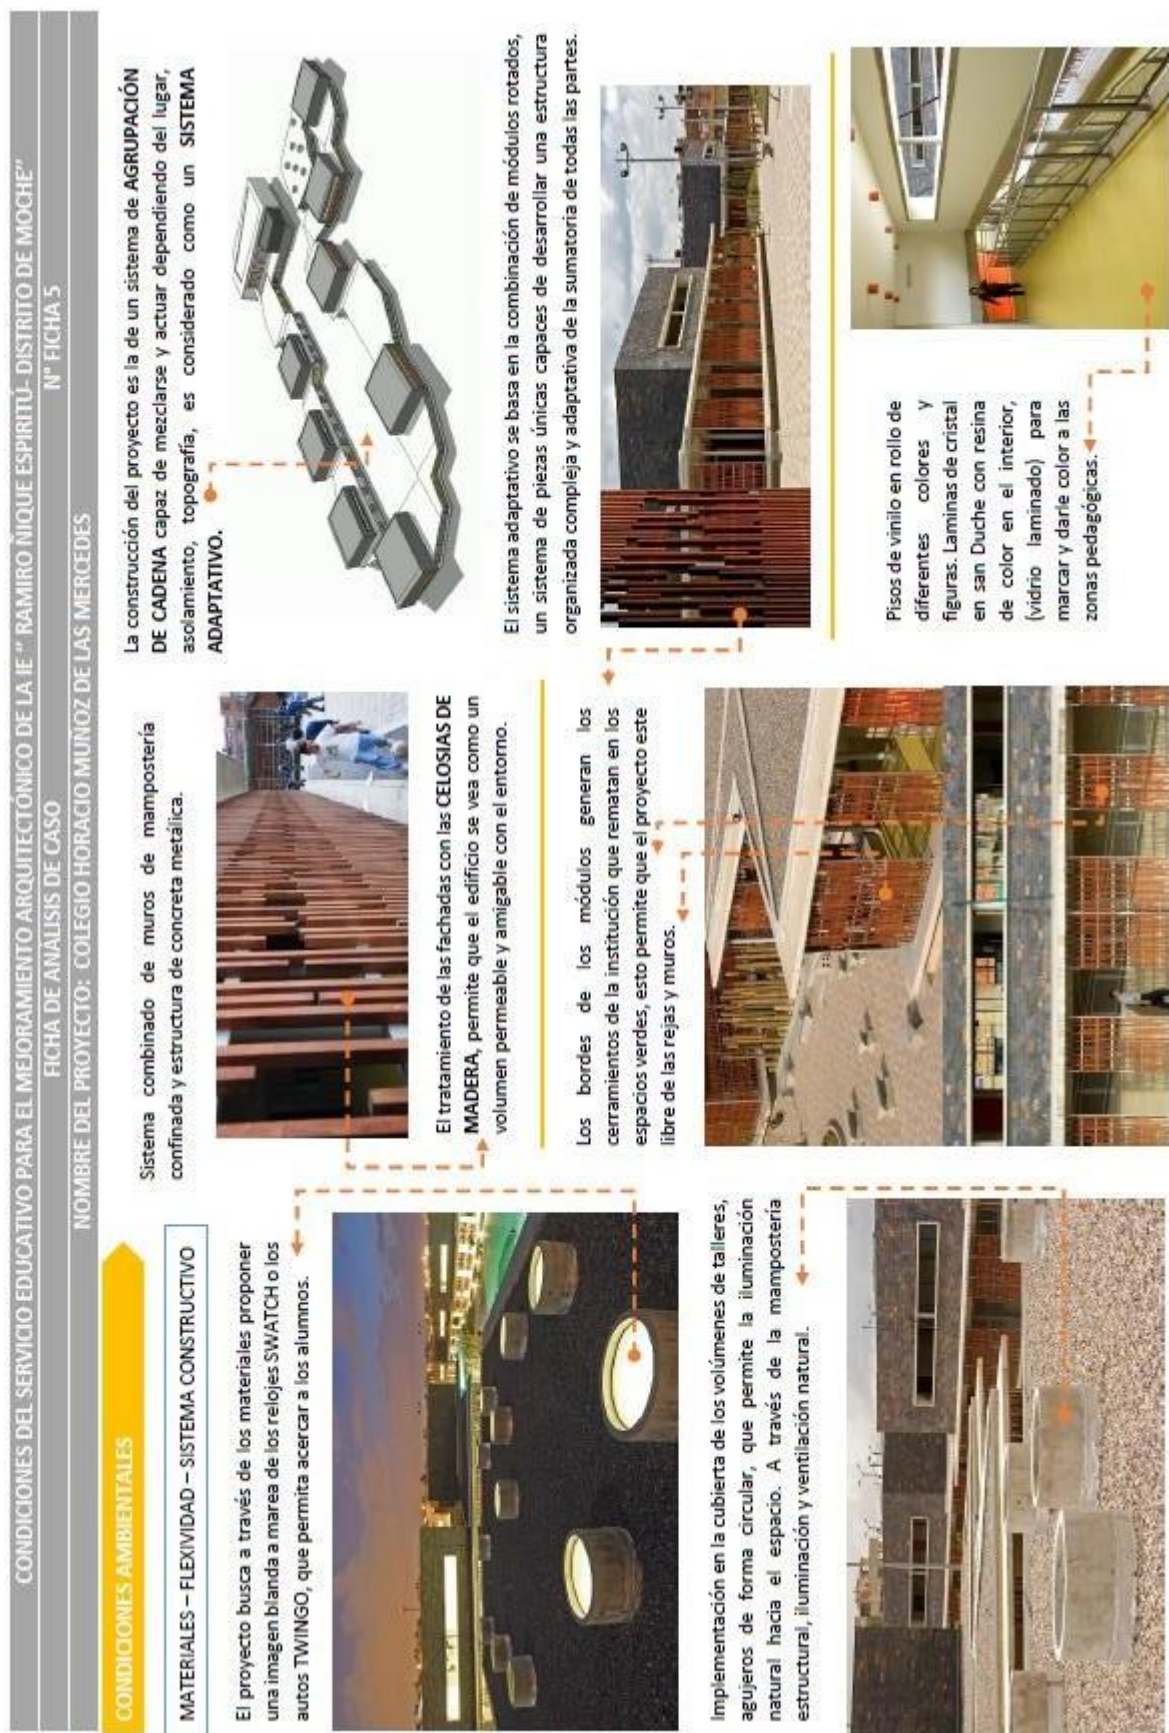 CONDICIONES DEL SERVICIO EDUCATIVO PARA EL MEJORAMIENTO ARQUITECTÓNICO DE LA IE " RAMIRO ÑIQUE ESPIRITÚ- DISTRITO DE MOCHE"
FICHA DE ANÁLISIS DE CASO
N° FICHA 5
NOMBRE DEL PROYECTO: COLEGIO HORACIO MUÑOZ DE LAS MERCEDES
CONDICIONES AMBIENTALES
MATERIALES – FLEXIVIDAD – SISTEMA CONSTRUCTIVO
El proyecto busca a través de los materiales proponer
una imagen blanda a marea de los relojes SWATCH o los
autos TWINGO, que permita acercar a los alumnos.
Implementación en la cubierta de los volúmenes de talleres,
agujeros de forma circular, que permite la iluminación
natural hacia el espacio. A través de la mampostería
estructural, iluminación y ventilación natural.
Sistema combinado de muros de mampostería
confinada y estructura de concreta metálica.
El tratamiento de las fachadas con las CELOSIAS DE
MADERA, permite que el edificio se vea como un
volumen permeable y amigable con el entorno.
Los bordes de los módulos generan los
cerramientos de la institución que rematan en los
espacios verdes, esto permite que el proyecto este
libre de las rejas y muros.
La construcción del proyecto es la de un sistema de AGRUPACIÓN
DE CADENA capaz de mezclarse y actuar dependiendo del lugar,
asolamiento, topografía, es considerado como un SISTEMA
ADAPTATIVO.
El sistema adaptativo se basa en la combinación de módulos rotados,
un sistema de piezas únicas capaces de desarrollar una estructura
organizada compleja y adaptativa de la sumatoria de todas las partes.
Pisos de vinilo en rollo de
diferentes colores y
figuras. Laminas de cristal
en san Duche con resina
de color en el interior,
(vidrio laminado) para
marcar y darle color a las
zonas pedagógicas.